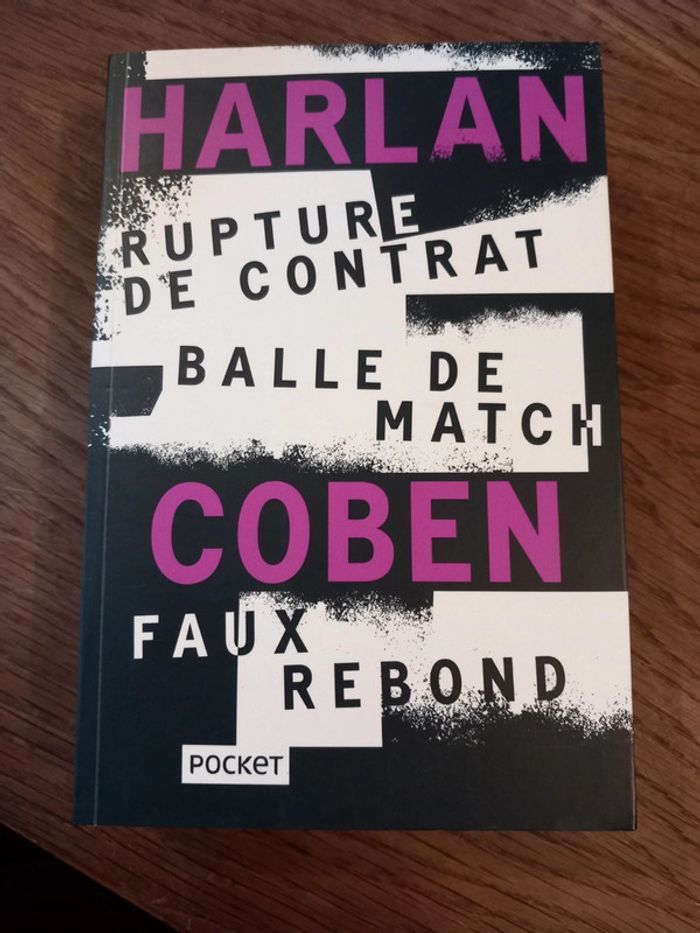 HARLAN
RUPTURE
DE CONTRAT
BALLE DE
MATCH
COBEN
FAUX
REBOND
POCKET